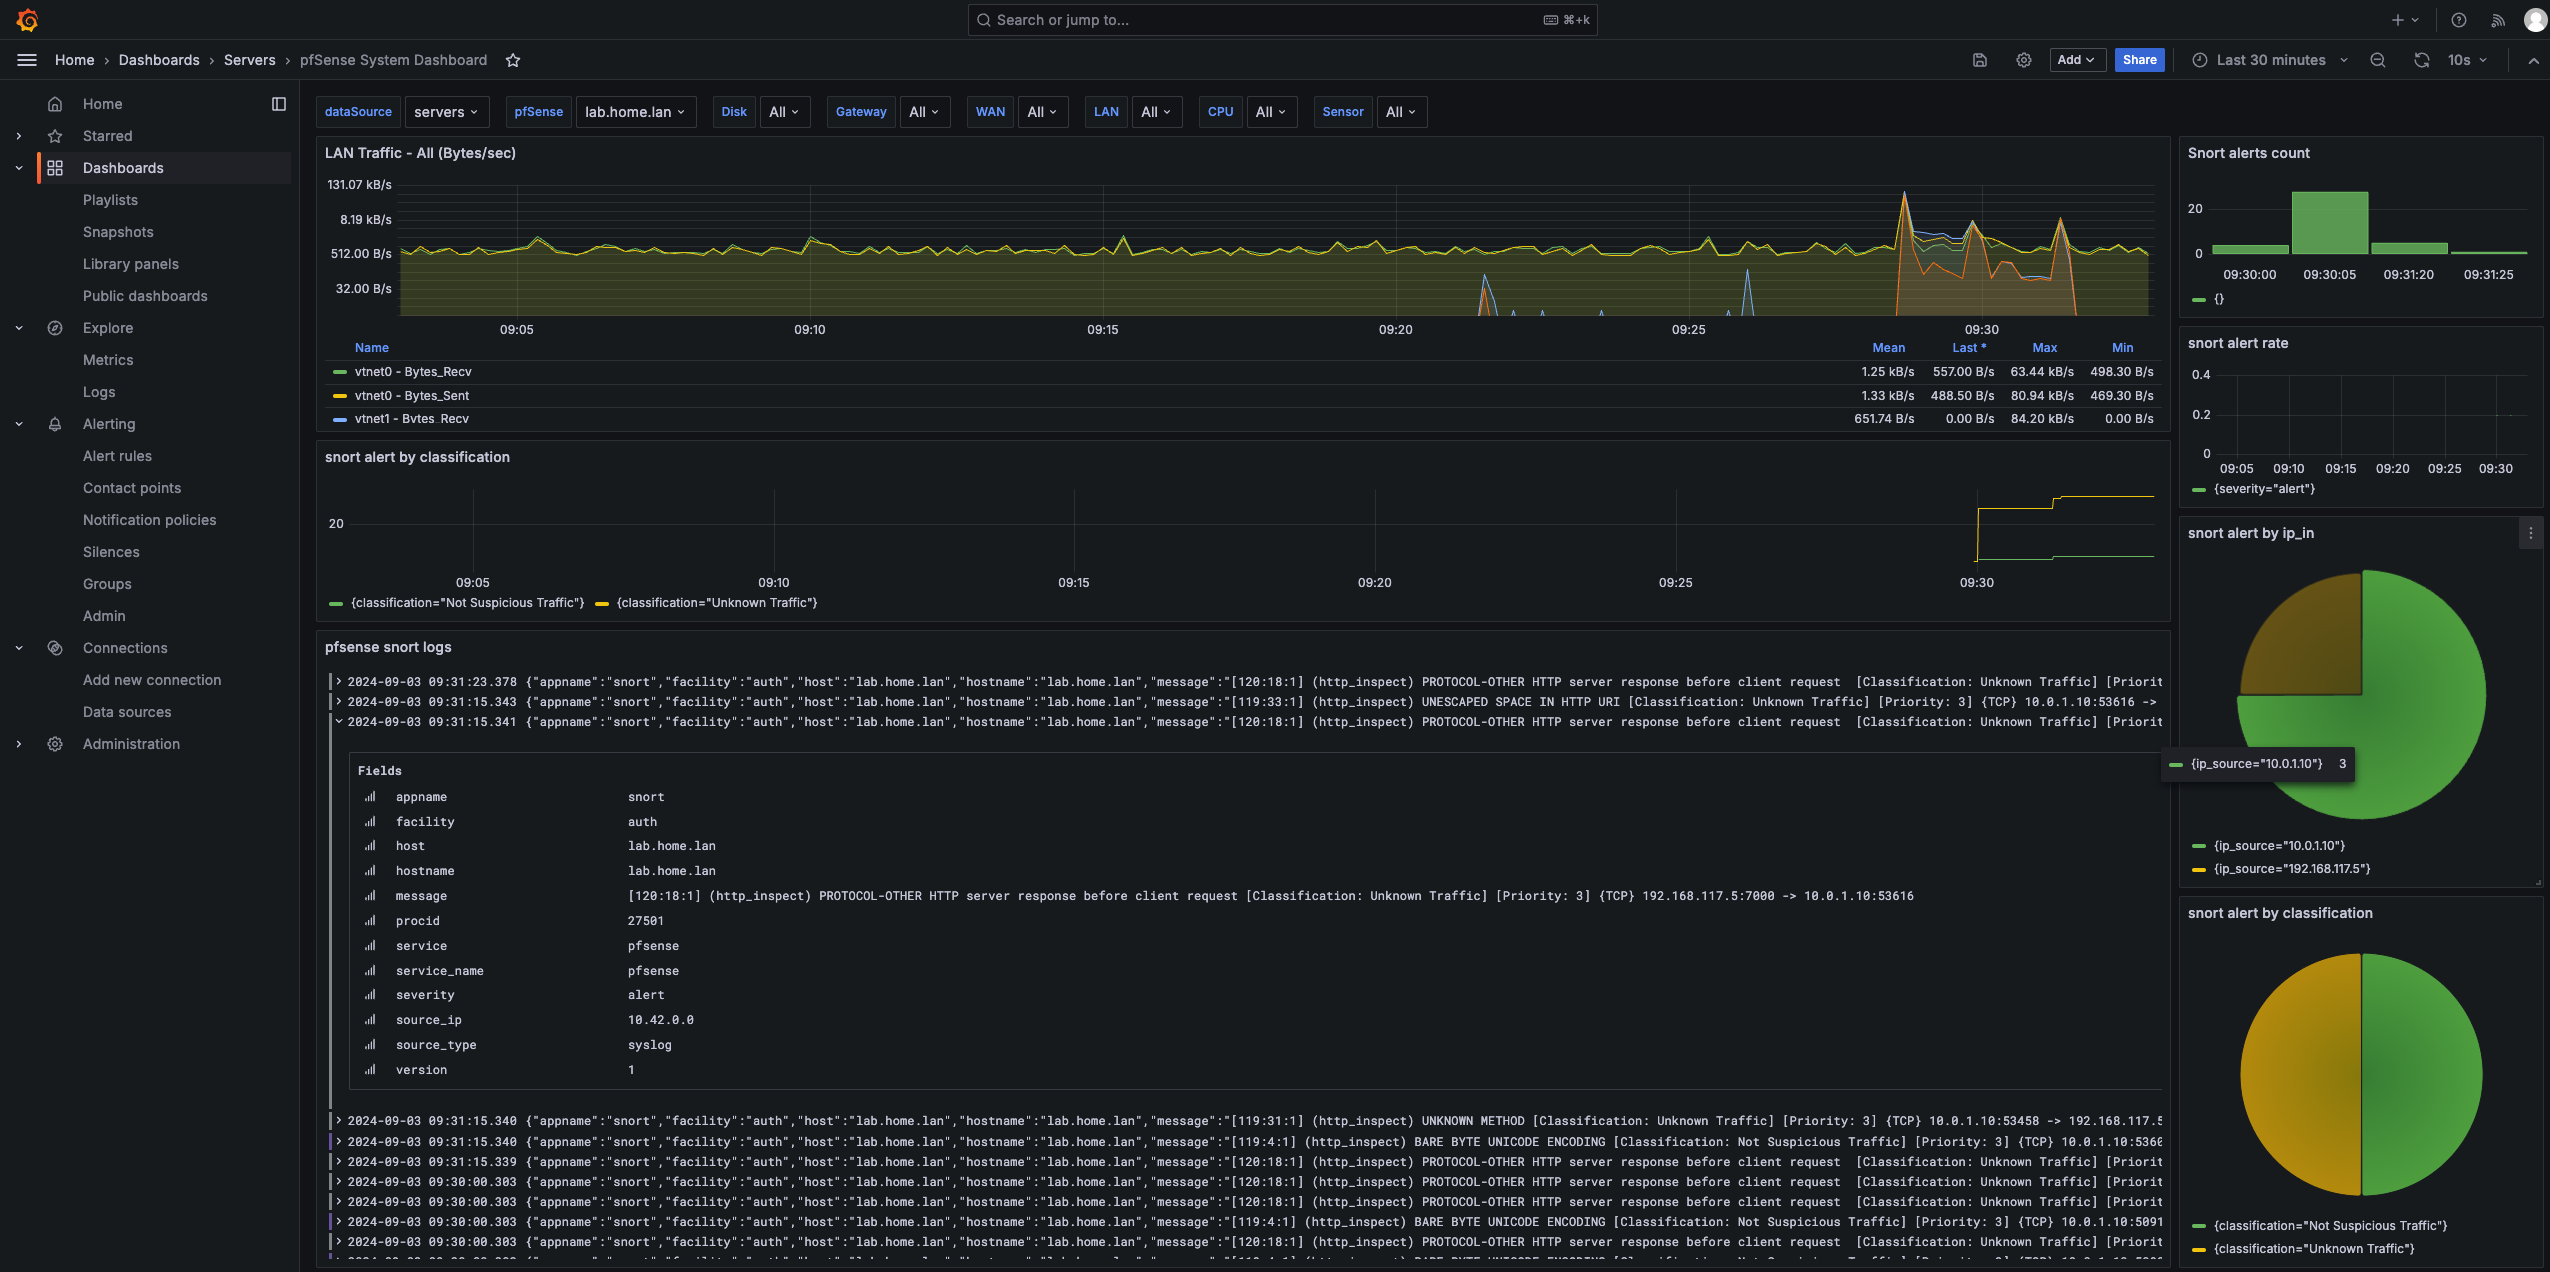 Search or jump to...
⌘+k
Home › Dashboards › Servers › pfSense System Dashboard
Add
Share
Last 30 minutes
10s
Home
Starred
Dashboards
Playlists
Snapshots
Library panels
Public dashboards
Explore
Metrics
Logs
Alerting
Alert rules
Contact points
Notification policies
Silences
Groups
Admin
Connections
Add new connection
Data sources
Administration
dataSource servers pfSense lab.home.lan Disk All Gateway All WAN All LAN All CPU All Sensor All
LAN Traffic - All (Bytes/sec)
131.07 kB/s
8.19 kB/s
512.00 B/s
32.00 B/s
09:05 09:10 09:15 09:20 09:25 09:30
Name Mean Last * Max Min
vtnet0 - Bytes_Recv 1.25 kB/s 557.00 B/s 63.44 kB/s 498.30 B/s
vtnet0 - Bytes_Sent 1.33 kB/s 488.50 B/s 80.94 kB/s 469.30 B/s
vtnet1 - Bytes_Recv 651.74 B/s 0.00 B/s 84.20 kB/s 0.00 B/s
snort alert by classification
20
09:05 09:10 09:15 09:20 09:25 09:30
{classification="Not Suspicious Traffic"} {classification="Unknown Traffic"}
pfsense snort logs
2024-09-03 09:31:23.378 {"appname":"snort","facility":"auth","host":"lab.home.lan","hostname":"lab.home.lan","message":"[120:18:1] (http_inspect) PROTOCOL-OTHER HTTP server response before client request [Classification: Unknown Traffic] [Priorit
2024-09-03 09:31:15.343 {"appname":"snort","facility":"auth","host":"lab.home.lan","hostname":"lab.home.lan","message":"[119:33:1] (http_inspect) UNESCAPED SPACE IN HTTP URI [Classification: Unknown Traffic] [Priority: 3] {TCP} 10.0.1.10:53616 ->
2024-09-03 09:31:15.341 {"appname":"snort","facility":"auth","host":"lab.home.lan","hostname":"lab.home.lan","message":"[120:18:1] (http_inspect) PROTOCOL-OTHER HTTP server response before client request [Classification: Unknown Traffic] [Priorit
Fields
appname snort
facility auth
host lab.home.lan
hostname lab.home.lan
message [120:18:1] (http_inspect) PROTOCOL-OTHER HTTP server response before client request [Classification: Unknown Traffic] [Priority: 3] {TCP} 192.168.117.5:7000 -> 10.0.1.10:53616
procid 27501
service pfsense
service_name pfsense
severity alert
source_ip 10.42.0.0
source_type syslog
version 1
2024-09-03 09:31:15.340 {"appname":"snort","facility":"auth","host":"lab.home.lan","hostname":"lab.home.lan","message":"[119:31:1] (http_inspect) UNKNOWN METHOD [Classification: Unknown Traffic] [Priority: 3] {TCP} 10.0.1.10:53458 -> 192.168.117.5
2024-09-03 09:31:15.340 {"appname":"snort","facility":"auth","host":"lab.home.lan","hostname":"lab.home.lan","message":"[119:4:1] (http_inspect) BARE BYTE UNICODE ENCODING [Classification: Not Suspicious Traffic] [Priority: 3] {TCP} 10.0.1.10:5360
2024-09-03 09:31:15.339 {"appname":"snort","facility":"auth","host":"lab.home.lan","hostname":"lab.home.lan","message":"[120:18:1] (http_inspect) PROTOCOL-OTHER HTTP server response before client request [Classification: Unknown Traffic] [Priorit
2024-09-03 09:30:00.303 {"appname":"snort","facility":"auth","host":"lab.home.lan","hostname":"lab.home.lan","message":"[120:18:1] (http_inspect) PROTOCOL-OTHER HTTP server response before client request [Classification: Unknown Traffic] [Priorit
2024-09-03 09:30:00.303 {"appname":"snort","facility":"auth","host":"lab.home.lan","hostname":"lab.home.lan","message":"[120:18:1] (http_inspect) PROTOCOL-OTHER HTTP server response before client request [Classification: Unknown Traffic] [Priorit
2024-09-03 09:30:00.303 {"appname":"snort","facility":"auth","host":"lab.home.lan","hostname":"lab.home.lan","message":"[119:4:1] (http_inspect) BARE BYTE UNICODE ENCODING [Classification: Not Suspicious Traffic] [Priority: 3] {TCP} 10.0.1.10:5091
2024-09-03 09:30:00.303 {"appname":"snort","facility":"auth","host":"lab.home.lan","hostname":"lab.home.lan","message":"[120:18:1] (http_inspect) PROTOCOL-OTHER HTTP server response before client request [Classification: Unknown Traffic] [Priorit
Snort alerts count
20
0
09:30:00 09:30:05 09:31:20 09:31:25
{}
snort alert rate
0.4
0.2
0
09:05 09:10 09:15 09:20 09:25 09:30
{severity="alert"}
snort alert by ip_in
{ip_source="10.0.1.10"} 3
{ip_source="10.0.1.10"}
{ip_source="192.168.117.5"}
snort alert by classification
{classification="Not Suspicious Traffic"}
{classification="Unknown Traffic"}